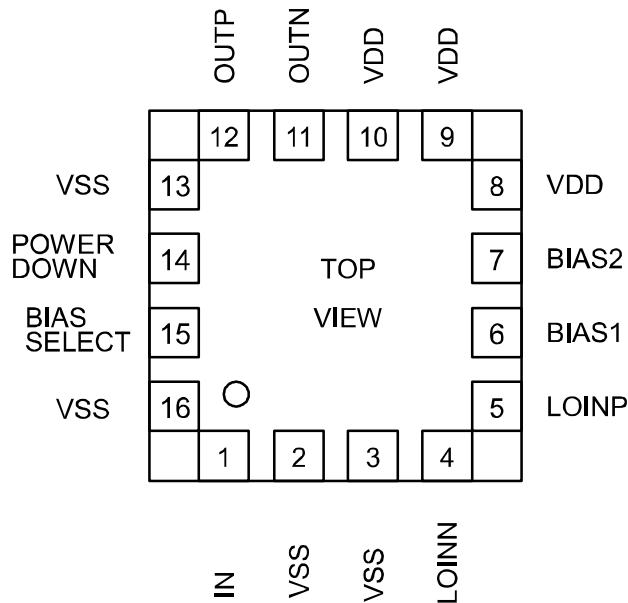 OUTP
OUTN
VDD
VDD
12
11
10
9
VSS
13
8
VDD
POWER
DOWN
14
TOP
VIEW
7
BIAS2
BIAS
SELECT
15
6
BIAS1
VSS
16
5
LOINP
1
2
3
4
IN
VSS
VSS
LOINN